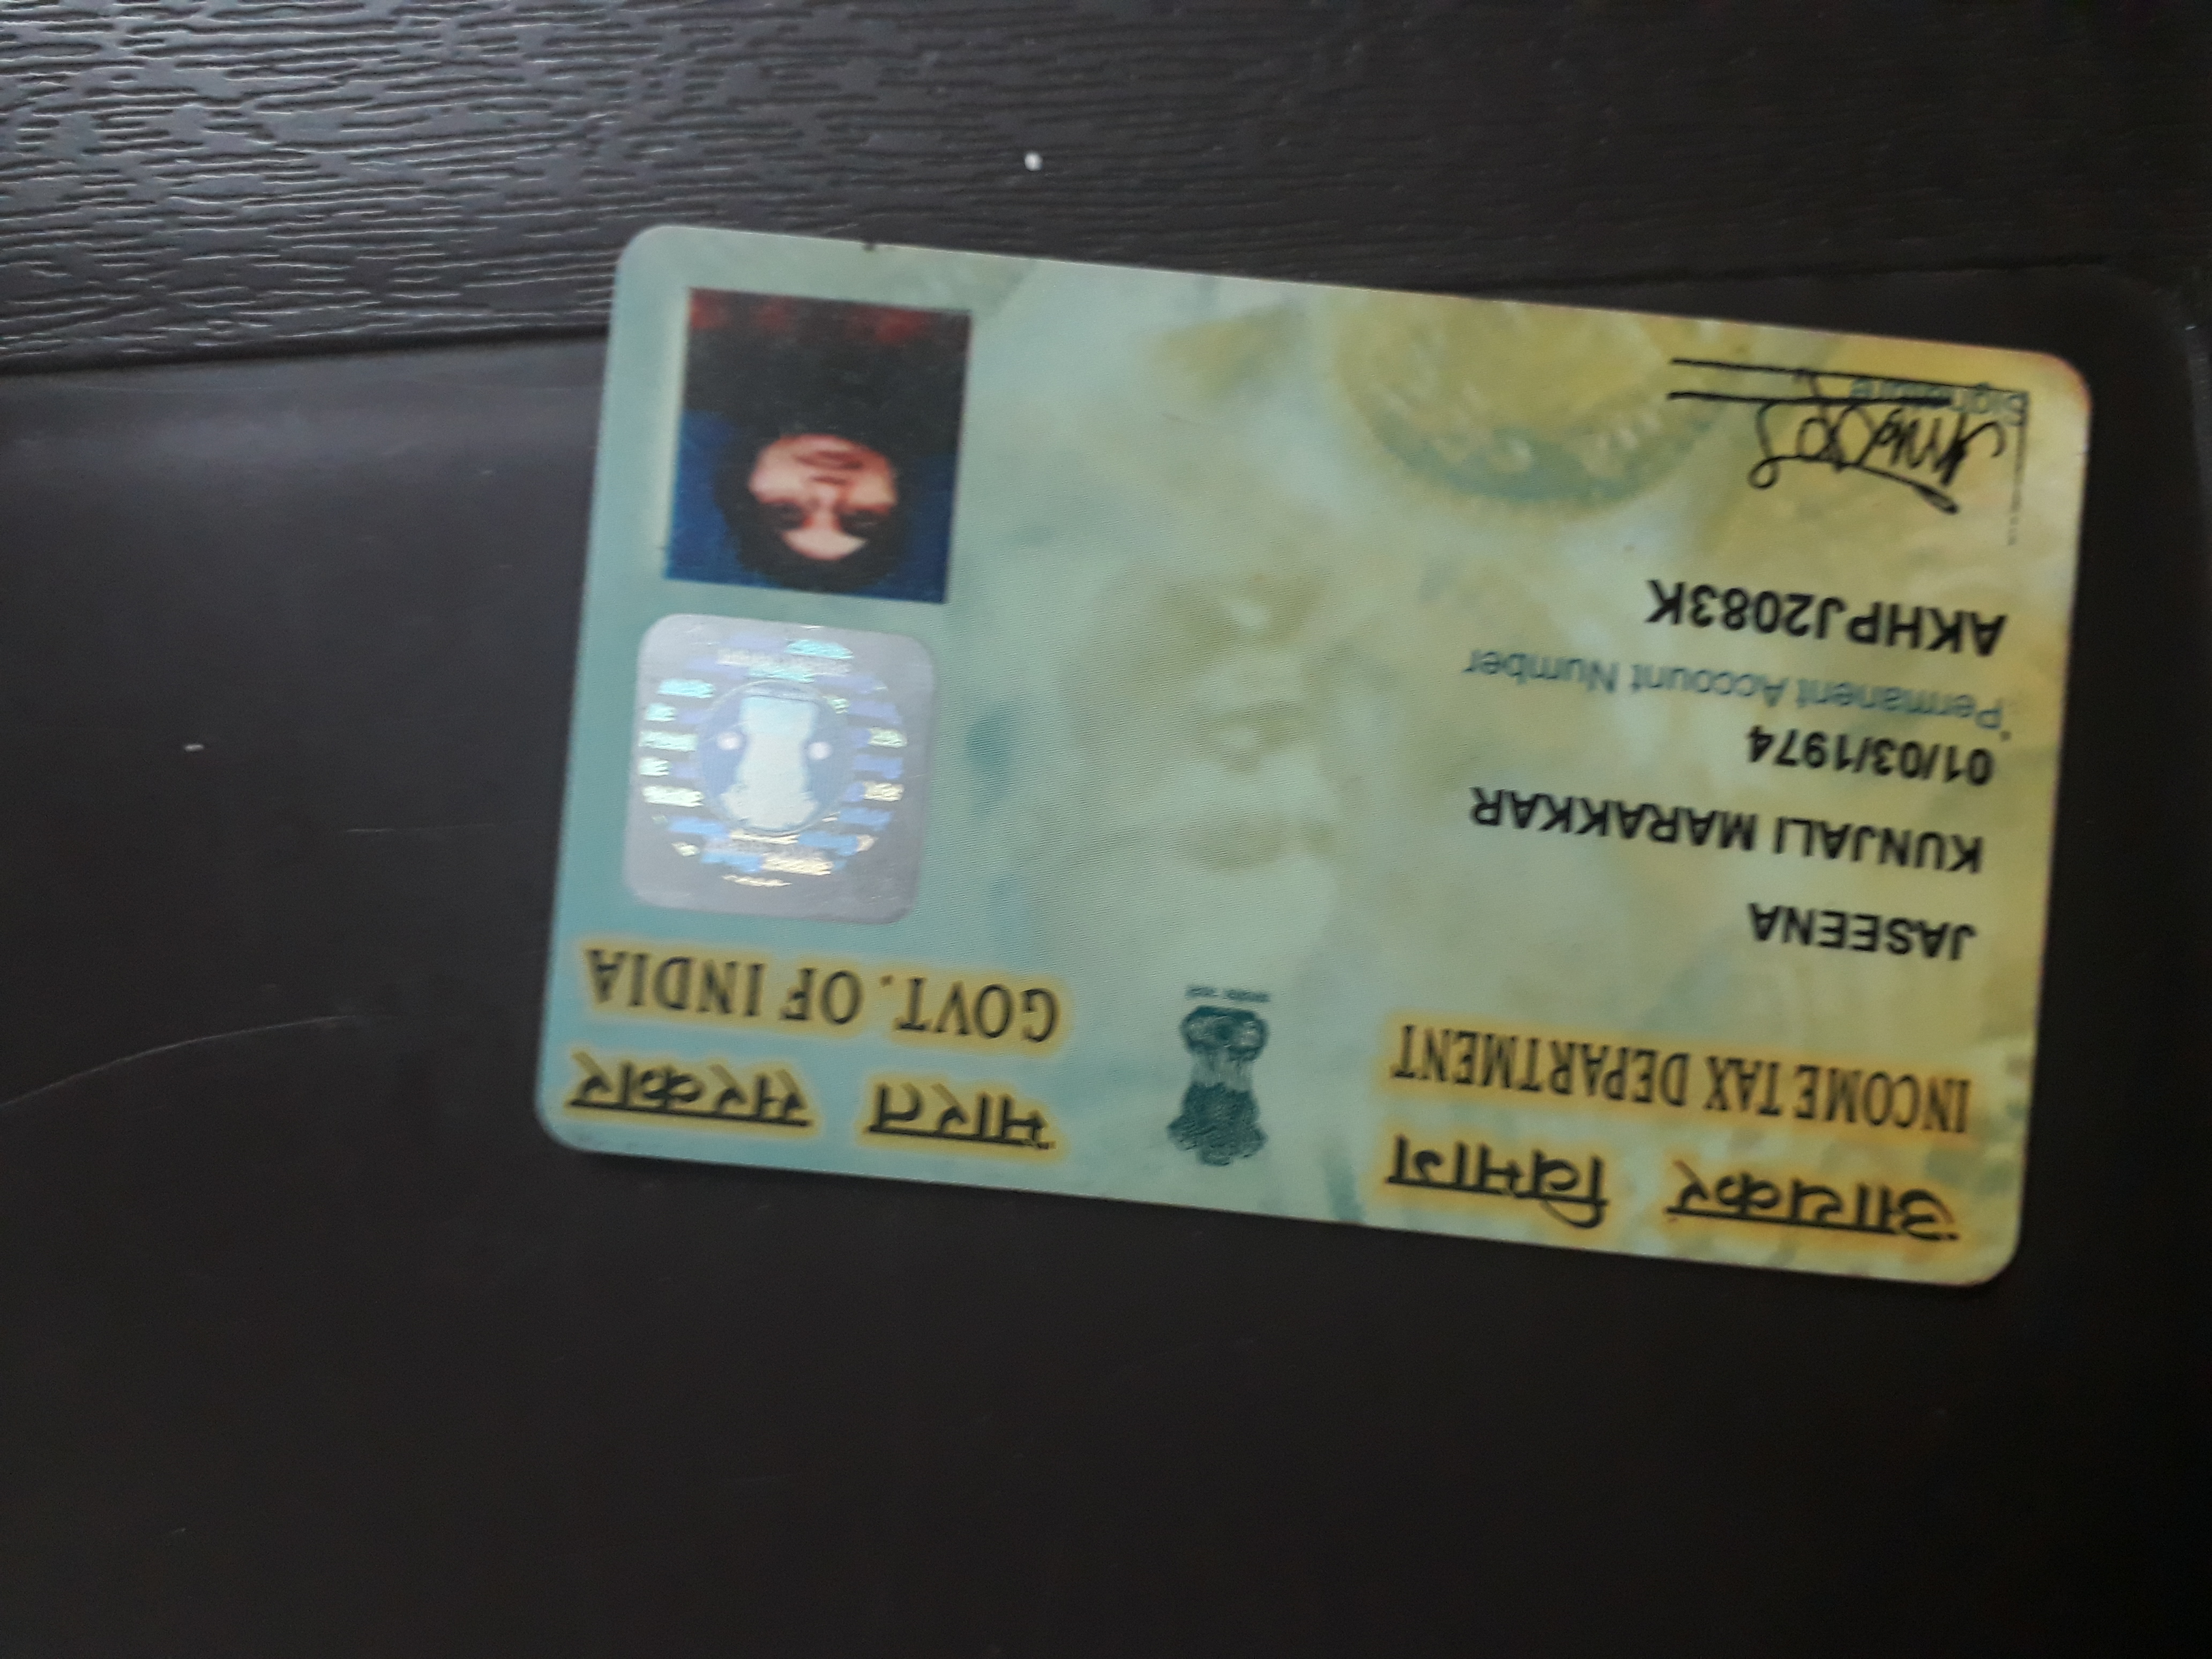 आयकर विभाग
INCOME TAX DEPARTMENT
भारत सरकार
GOVT. OF INDIA
JASEENA
KUNJALI MARAKKAR
01/03/1974
Permanent Account Number
AKHPJ2083K
Signature